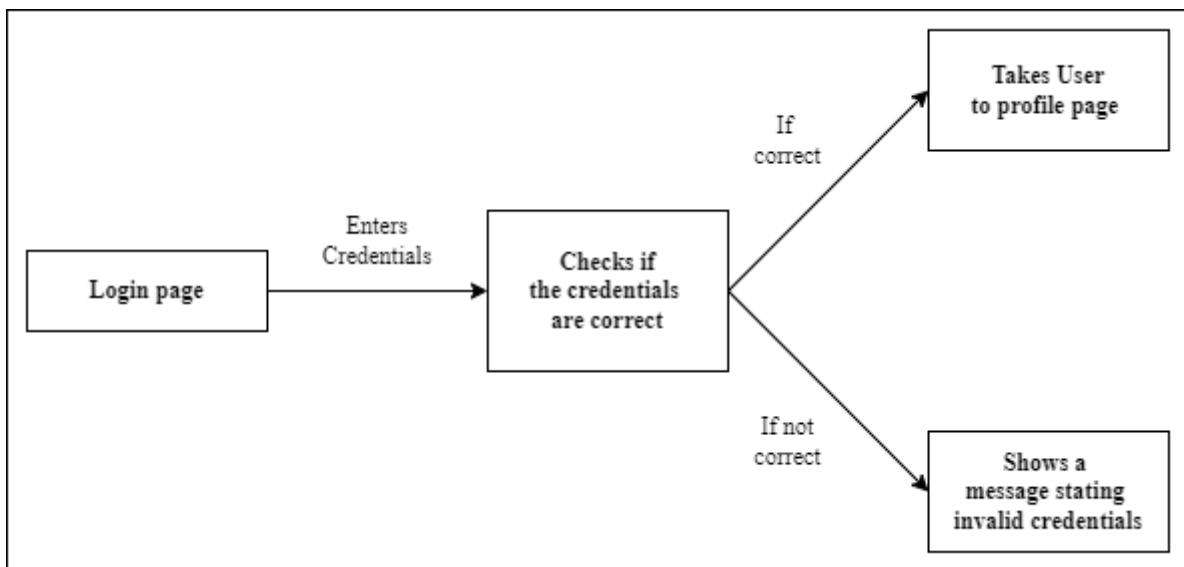 Login page
Enters
Credentials
Checks if
the credentials
are correct
If
correct
Takes User
to profile page
If not
correct
Shows a
message stating
invalid credentials